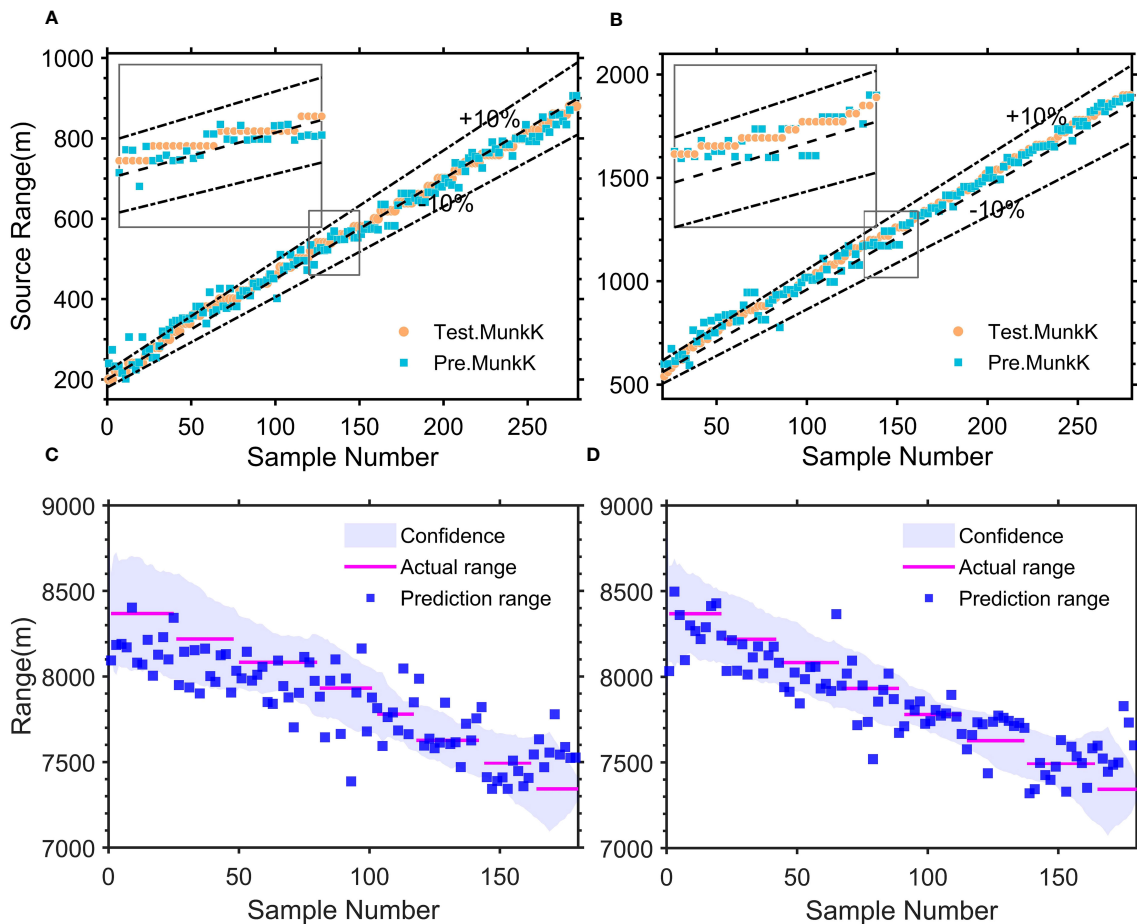 A
Source Range(m)
1000
800
600
400
200
+10%
-10%
Test.MunkK
Pre.MunkK
0
50
100
150
200
250
Sample Number
B
2000
1500
1000
500
+10%
-10%
Test.MunkK
Pre.MunkK
50
100
150
200
250
Sample Number
C
Range(m)
9000
8500
8000
7500
7000
Confidence
Actual range
Prediction range
0
50
100
150
Sample Number
D
9000
8500
8000
7500
7000
Confidence
Actual range
Prediction range
0
50
100
150
Sample Number